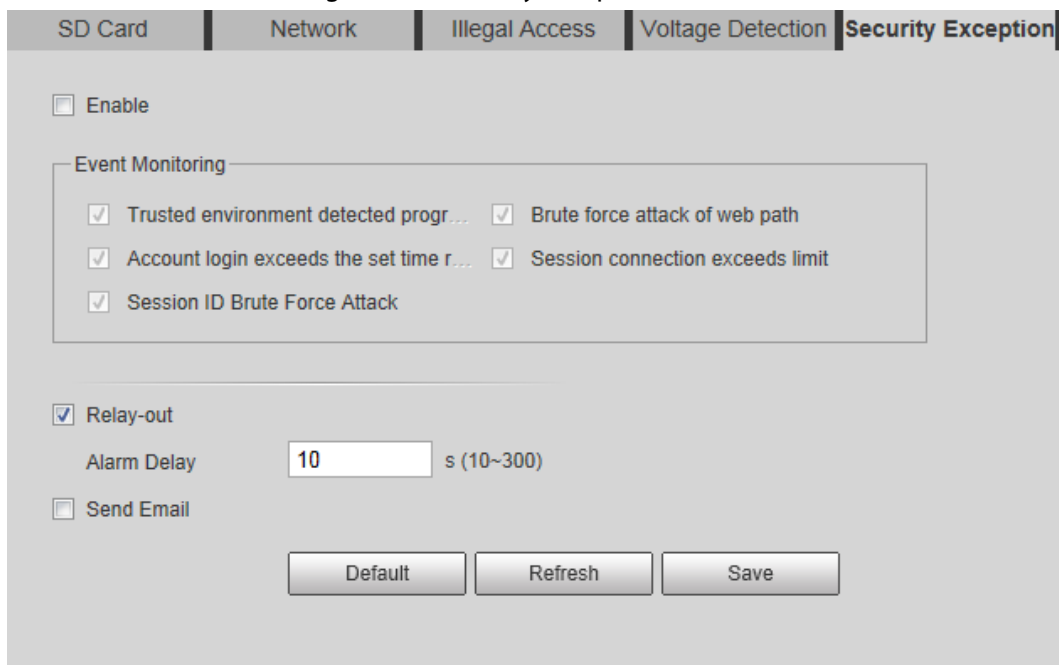 SD Card Network Illegal Access Voltage Detection Security Exception
Enable
Event Monitoring
Trusted environment detected progr... Brute force attack of web path
Account login exceeds the set time r... Session connection exceeds limit
Session ID Brute Force Attack
Relay-out
Alarm Delay 10 s (10~300)
Send Email
Default Refresh Save